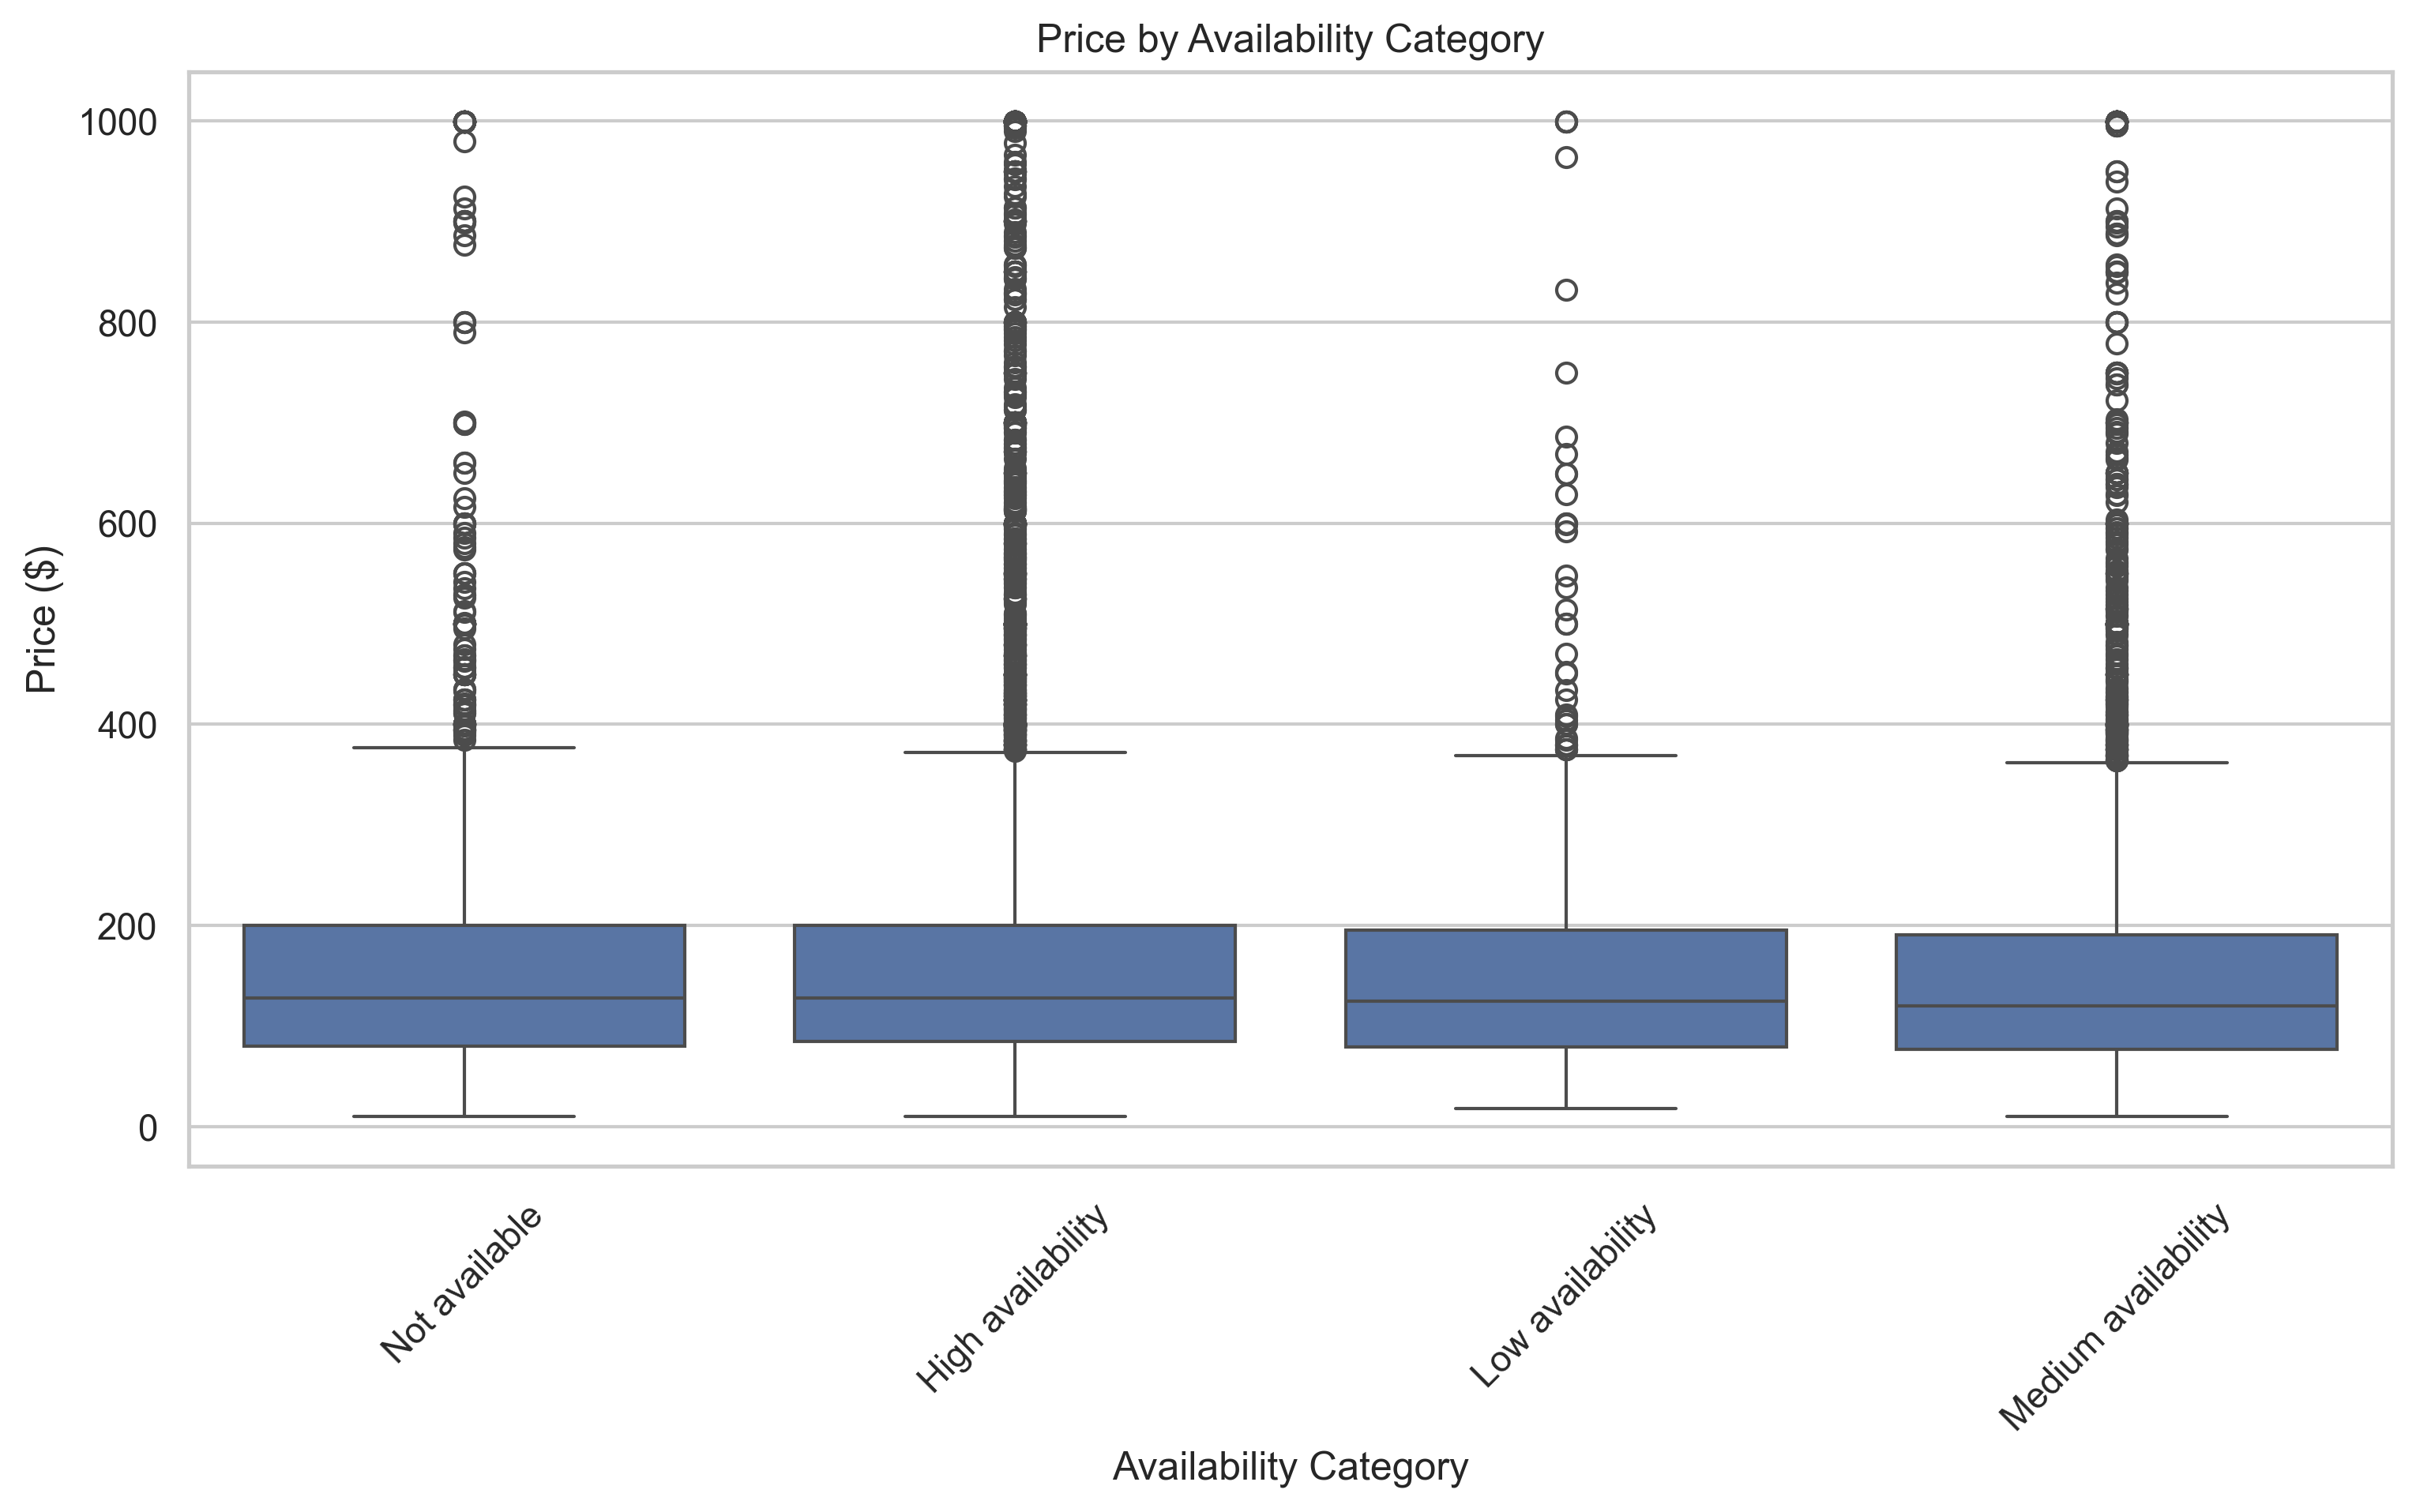 Price by Availability Category
Price ($)
1000
800
600
400
200
0
Not available
High availability
Low availability
Medium availability
Availability Category